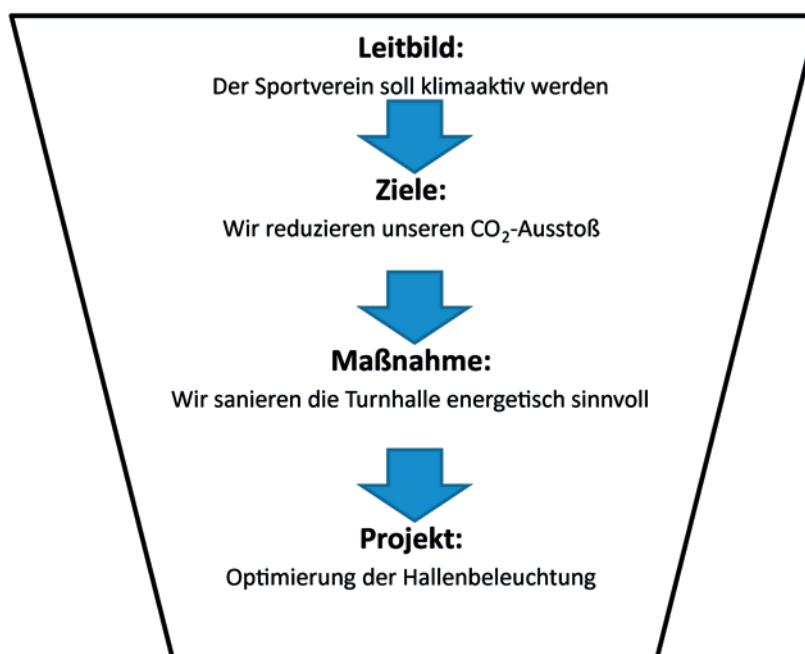 Leitbild:
Der Sportverein soll klimaaktiv werden
Ziele:
Wir reduzieren unseren CO₂-Ausstoß
Maßnahme:
Wir sanieren die Turnhalle energetisch sinnvoll
Projekt:
Optimierung der Hallenbeleuchtung